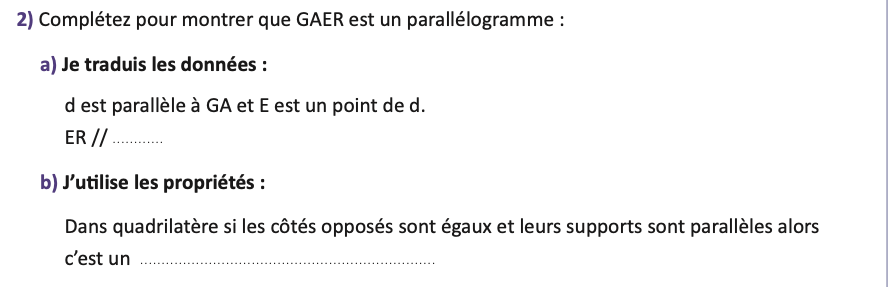 2) Complétez pour montrer que GAER est un parallélogramme :
a) Je traduis les données :
d est parallèle à GA et E est un point de d.
ER // ............
b) J'utilise les propriétés :
Dans quadrilatère si les côtés opposés sont égaux et leurs supports sont parallèles alors
c'est un .....................................................................